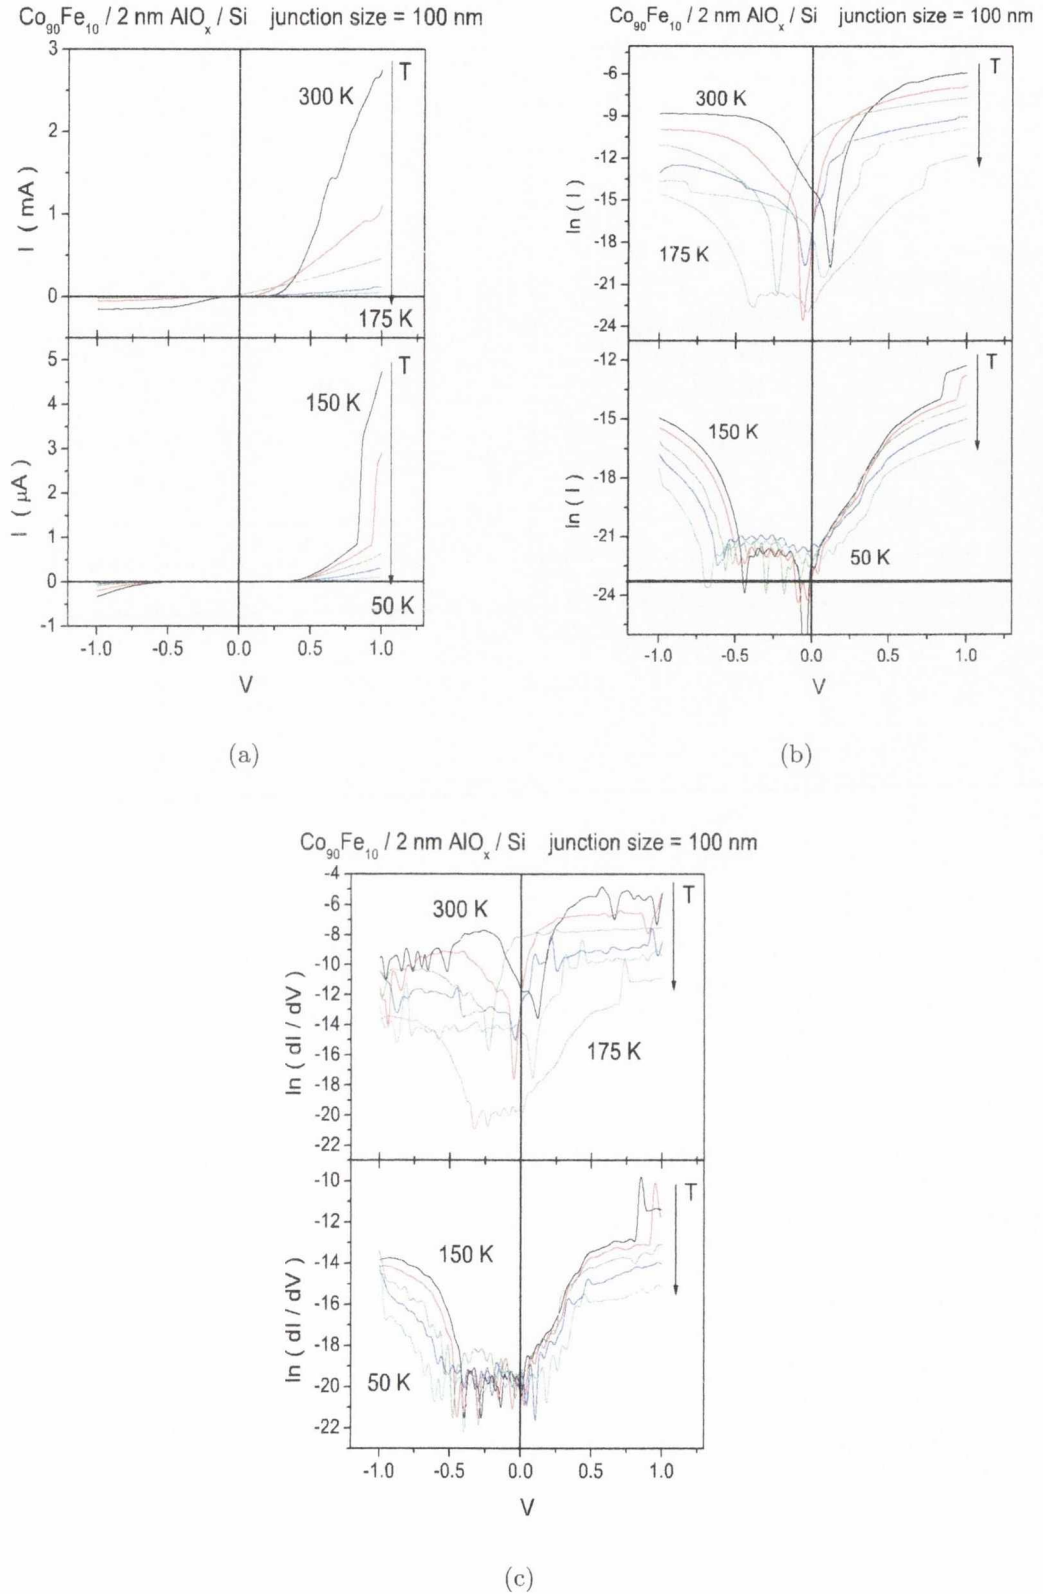 Co90Fe10 / 2 nm AlOx / Si junction size = 100 nm
3
2
1
0
I ( mA )
300 K
T
175 K
5
4
3
2
1
0
-1
I ( μA )
150 K
T
50 K
-1.0 -0.5 0.0 0.5 1.0
V
(a)
Co90Fe10 / 2 nm AlOx / Si junction size = 100 nm
-6
-9
-12
-15
-18
-21
-24
ln ( I )
300 K
T
175 K
-12
-15
-18
-21
-24
ln ( I )
150 K
T
50 K
-1.0 -0.5 0.0 0.5 1.0
V
(b)
Co90Fe10 / 2 nm AlOx / Si junction size = 100 nm
-4
-6
-8
-10
-12
-14
-16
-18
-20
-22
ln ( dI / dV )
300 K
T
175 K
-10
-12
-14
-16
-18
-20
-22
ln ( dI / dV )
150 K
T
50 K
-1.0 -0.5 0.0 0.5 1.0
V
(c)